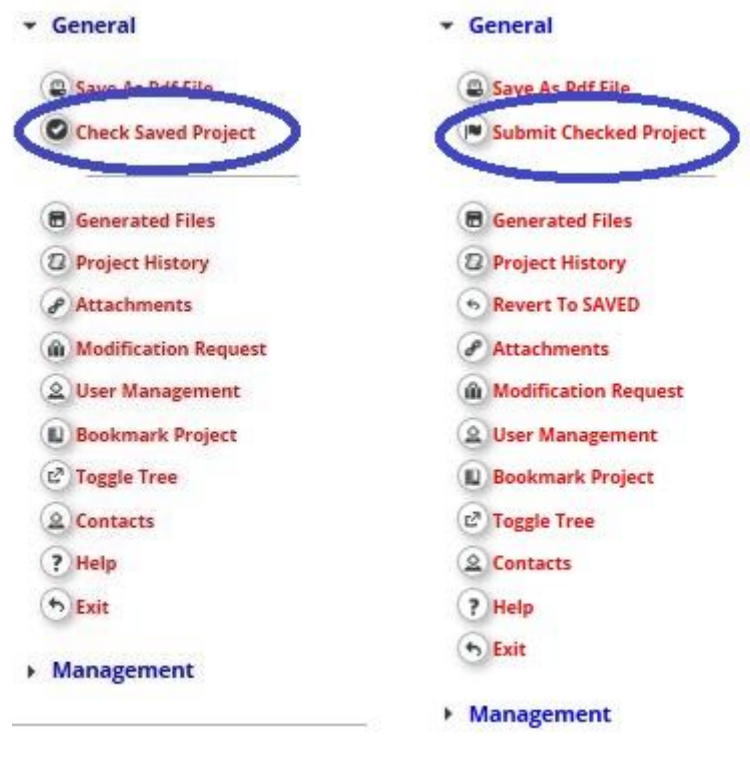 General
Save As Pdf File
Check Saved Project
Generated Files
Project History
Attachments
Modification Request
User Management
Bookmark Project
Toggle Tree
Contacts
? Help
Exit
Management
General
Save As Pdf File
Submit Checked Project
Generated Files
Project History
Revert To SAVED
Attachments
Modification Request
User Management
Bookmark Project
Toggle Tree
Contacts
? Help
Exit
Management